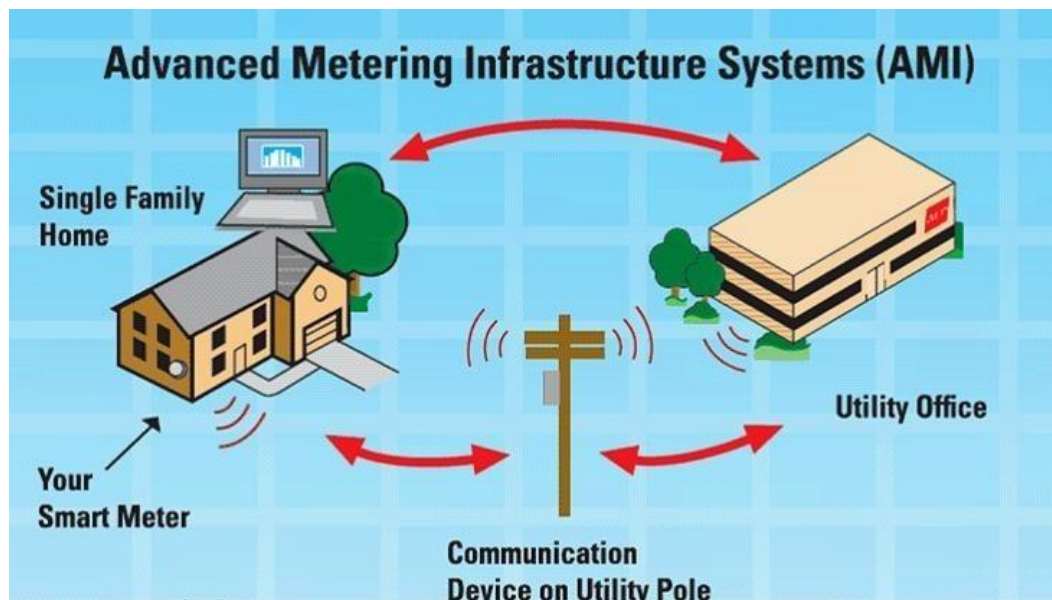 Advanced Metering Infrastructure Systems (AMI)
Single Family
Home
Utility Office
Your
Smart Meter
Communication
Device on Utility Pole